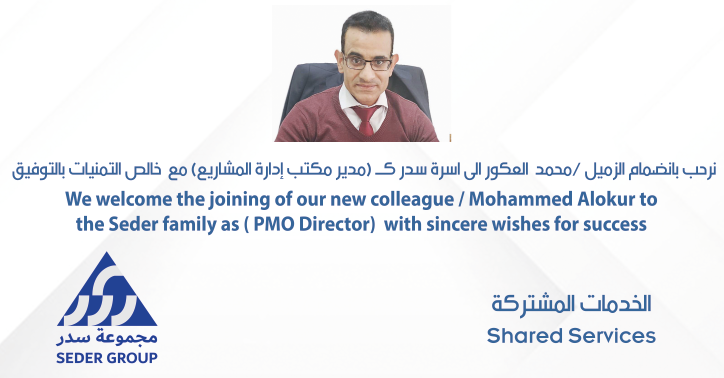 نرحب بانضمام الزميل /محمد العكور الى اسرة سدر كـ (مدير مكتب إدارة المشاريع) مع خالص التمنيات بالتوفيق
We welcome the joining of our new colleague / Mohammed Alokur to
the Seder family as ( PMO Director) with sincere wishes for success
مجموعة سدر
SEDER GROUP
الخدمات المشتركة
Shared Services